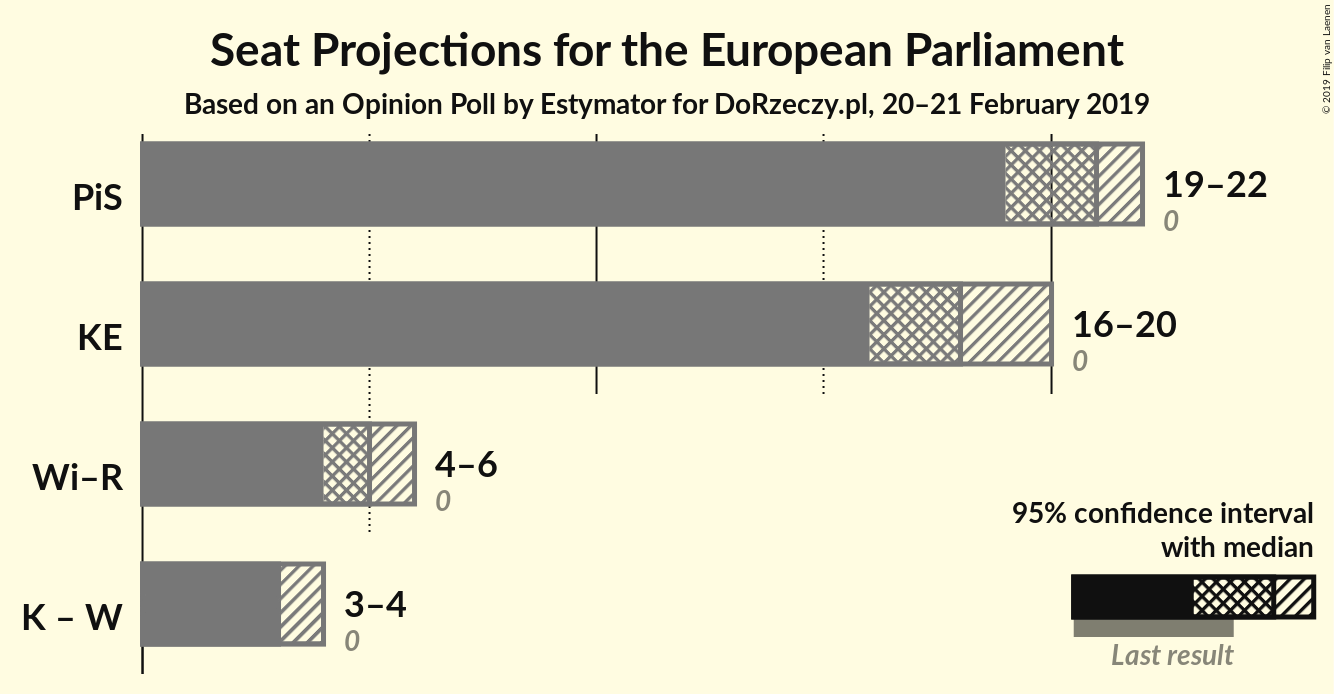 Seat Projections for the European Parliament
Based on an Opinion Poll by Estymator for DoRzeczy.pl, 20–21 February 2019
© 2019 Filip van Laenen
PiS
19–22
0
KE
16–20
0
Wi–R
4–6
0
K – W
3–4
0
95% confidence interval
with median
Last result